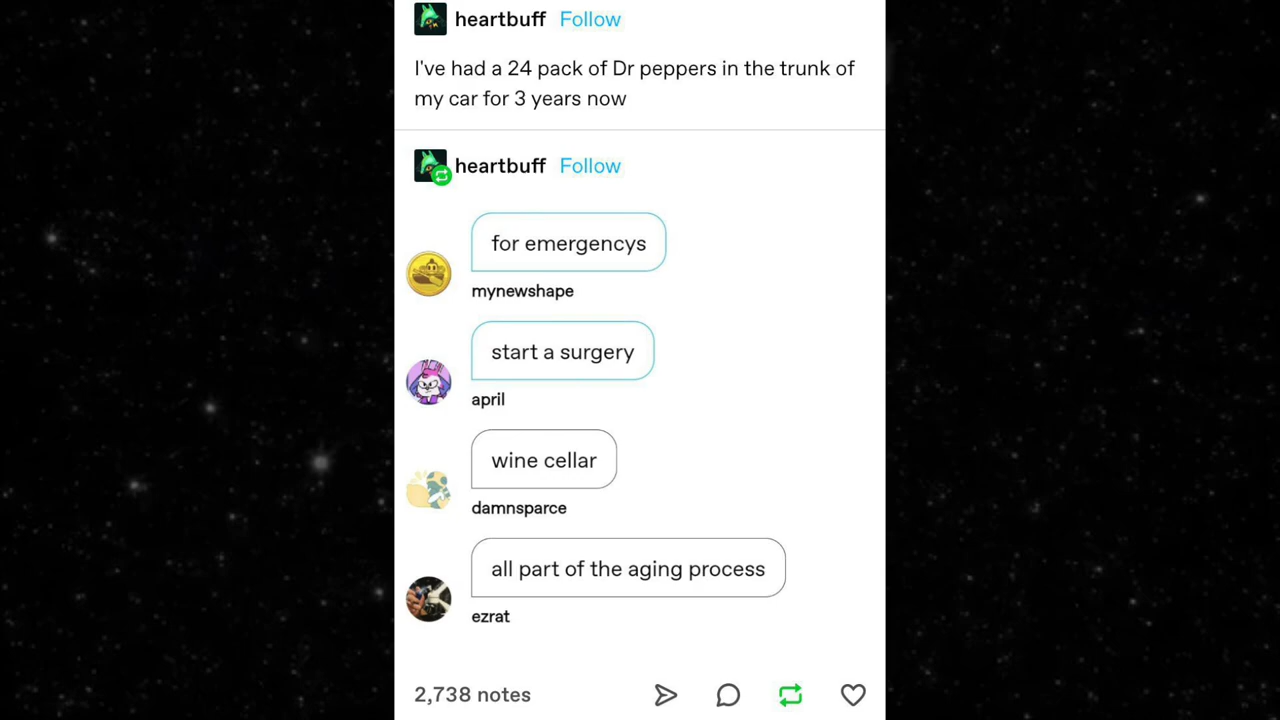 heartbuff Follow
I've had a 24 pack of Dr peppers in the trunk of
my car for 3 years now
heartbuff Follow
for emergencys
mynewshape
start a surgery
april
wine cellar
damnsparce
all part of the aging process
ezrat
2,738 notes